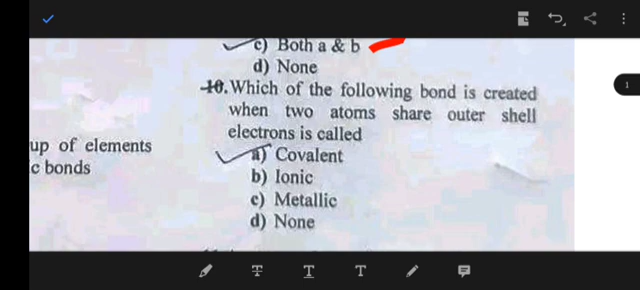 c) Both a & b
d) None
10. Which of the following bond is created
when two atoms share outer shell
electrons is called
up of elements
c bonds
a) Covalent
b) Ionic
c) Metallic
d) None
1